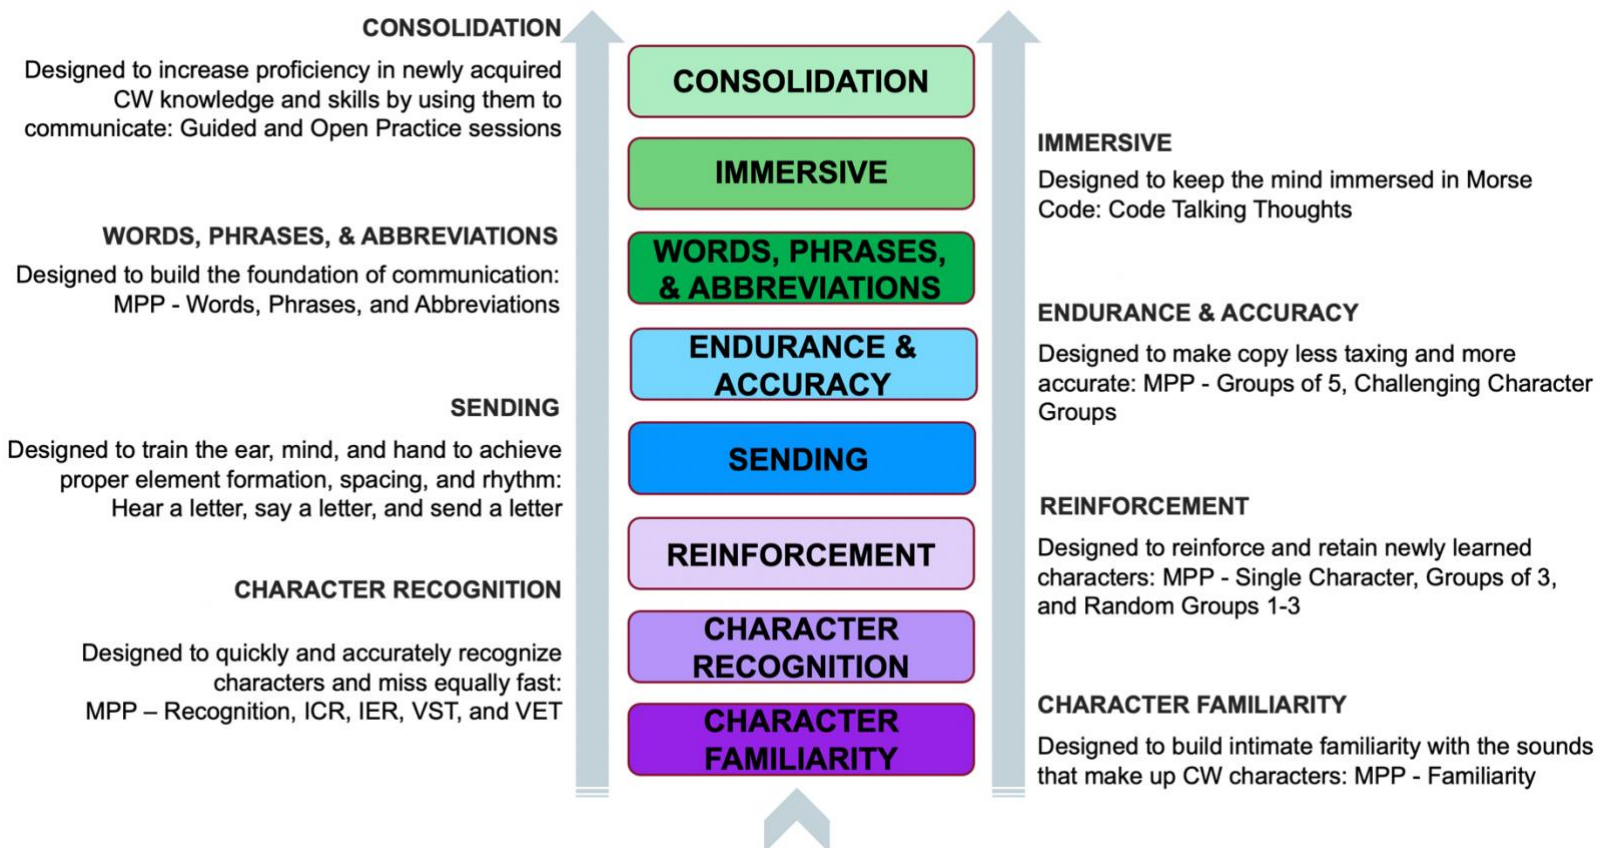 CONSOLIDATION
Designed to increase proficiency in newly acquired
CW knowledge and skills by using them to
communicate: Guided and Open Practice sessions
WORDS, PHRASES, & ABBREVIATIONS
Designed to build the foundation of communication:
MPP - Words, Phrases, and Abbreviations
SENDING
Designed to train the ear, mind, and hand to achieve
proper element formation, spacing, and rhythm:
Hear a letter, say a letter, and send a letter
CHARACTER RECOGNITION
Designed to quickly and accurately recognize
characters and miss equally fast:
MPP – Recognition, ICR, IER, VST, and VET
CONSOLIDATION
IMMERSIVE
WORDS, PHRASES,
& ABBREVIATIONS
ENDURANCE &
ACCURACY
SENDING
REINFORCEMENT
CHARACTER
RECOGNITION
CHARACTER
FAMILIARITY
IMMERSIVE
Designed to keep the mind immersed in Morse
Code: Code Talking Thoughts
ENDURANCE & ACCURACY
Designed to make copy less taxing and more
accurate: MPP - Groups of 5, Challenging Character
Groups
REINFORCEMENT
Designed to reinforce and retain newly learned
characters: MPP - Single Character, Groups of 3,
and Random Groups 1-3
CHARACTER FAMILIARITY
Designed to build intimate familiarity with the sounds
that make up CW characters: MPP - Familiarity